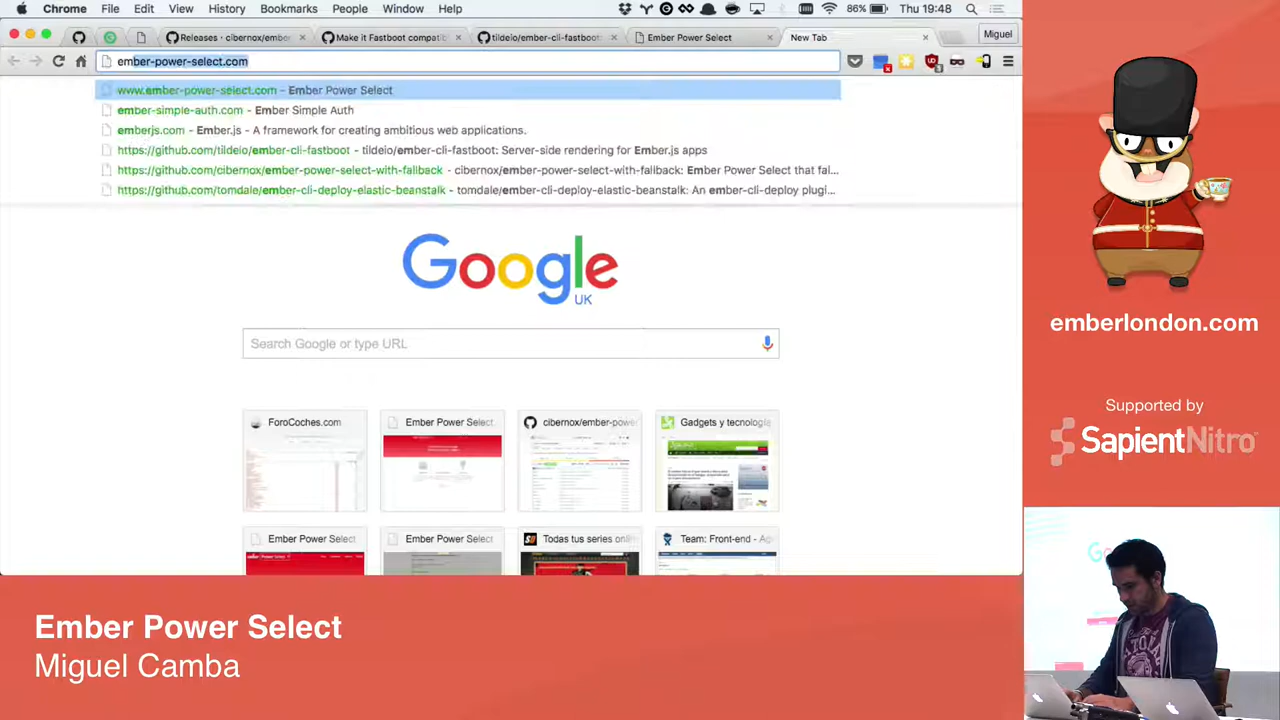 Chrome File Edit View History Bookmarks People Window Help 86% Thu 19:48
Releases · cibernox/ember Make it Fastboot compatib tildeio/ember-cli-fastboot: Ember Power Select New Tab Miguel
ember-power-select.com
www.ember-power-select.com – Ember Power Select
ember-simple-auth.com - Ember Simple Auth
emberjs.com - Ember.js - A framework for creating ambitious web applications.
https://github.com/tildeio/ember-cli-fastboot - tildeio/ember-cli-fastboot: Server-side rendering for Ember.js apps
https://github.com/cibernox/ember-power-select-with-fallback - cibernox/ember-power-select-with-fallback: Ember Power Select that fal...
https://github.com/tomdale/ember-cli-deploy-elastic-beanstalk - tomdale/ember-cli-deploy-elastic-beanstalk: An ember-cli-deploy plugi...
Google
UK
Search Google or type URL
ForoCoches.com Ember Power Select cibernox/ember-powe Gadgets y tecnología
Ember Power Select Ember Power Select Todas tus series onli Team: Front-end - Ag
emberlondon.com
Supported by
SapientNitro
Ember Power Select
Miguel Camba